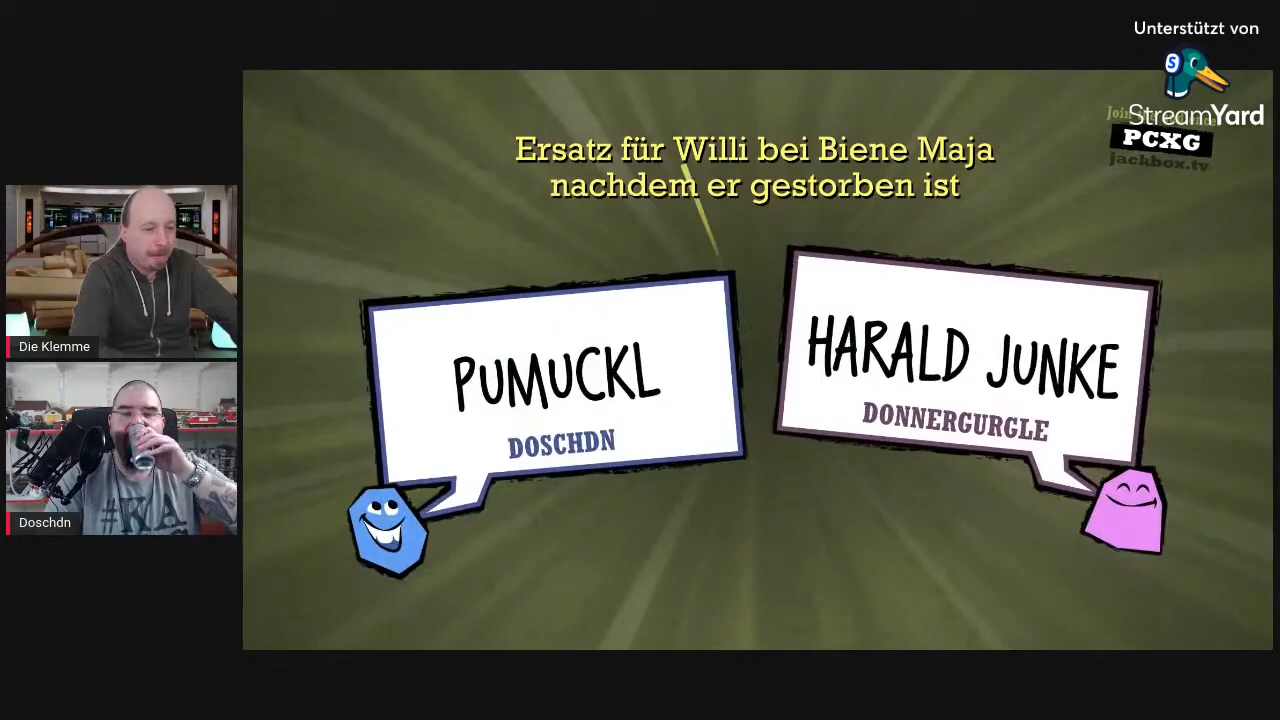 Unterstützt von
StreamYard
Join
PCXG
jackbox.tv
Ersatz für Willi bei Biene Maja
nachdem er gestorben ist
PUMUCKL
DOSCHDN
HARALD JUNKE
DONNERGURGLE
Die Klemme
Doschdn